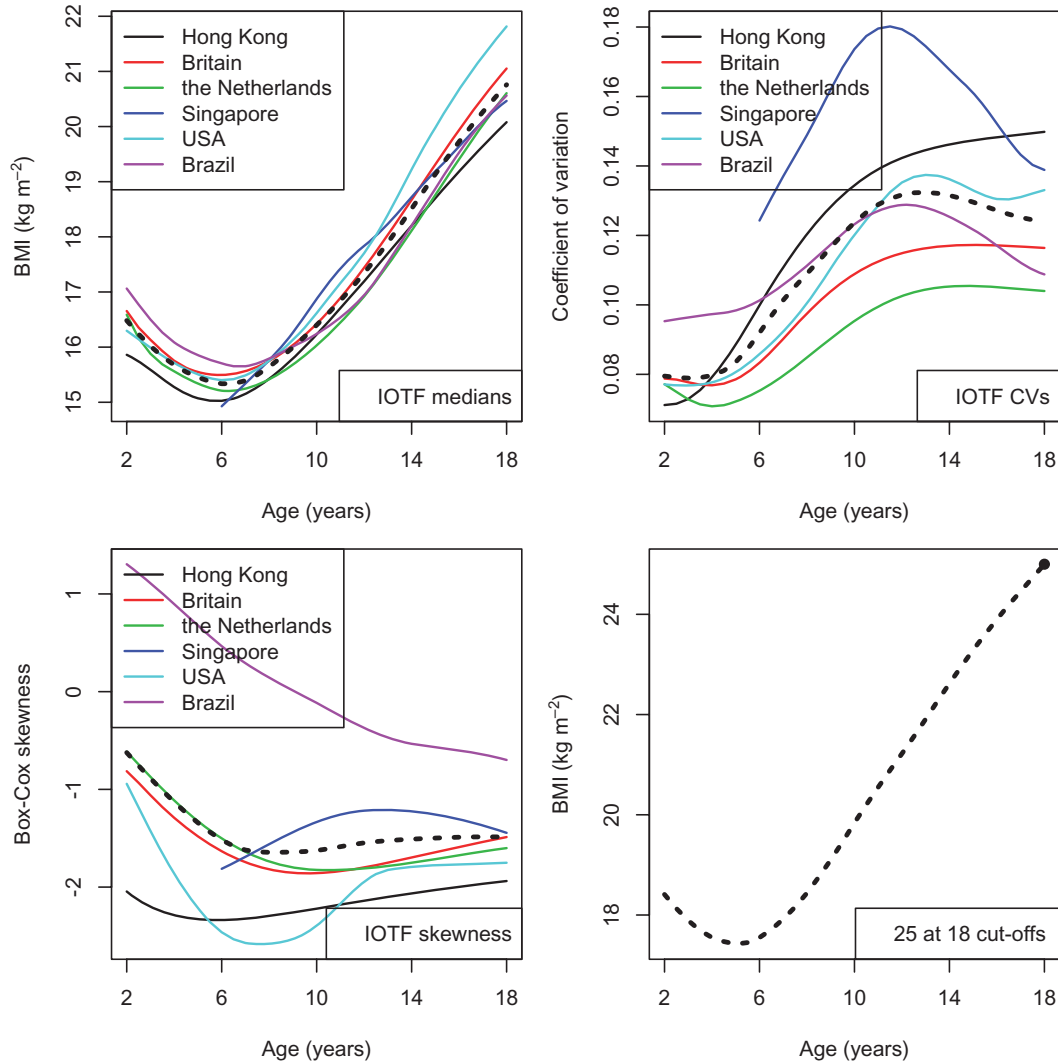 22
21
20
19
18
17
16
15
BMI (kg m−2)
Hong Kong
Britain
the Netherlands
Singapore
USA
Brazil
IOTF medians
2 6 10 14 18
Age (years)
0.18
0.16
0.14
0.12
0.10
0.08
Coefficient of variation
Hong Kong
Britain
the Netherlands
Singapore
USA
Brazil
IOTF CVs
2 6 10 14 18
Age (years)
1
0
-1
-2
Box-Cox skewness
Hong Kong
Britain
the Netherlands
Singapore
USA
Brazil
IOTF skewness
2 6 10 14 18
Age (years)
24
22
20
18
BMI (kg m−2)
25 at 18 cut-offs
2 6 10 14 18
Age (years)